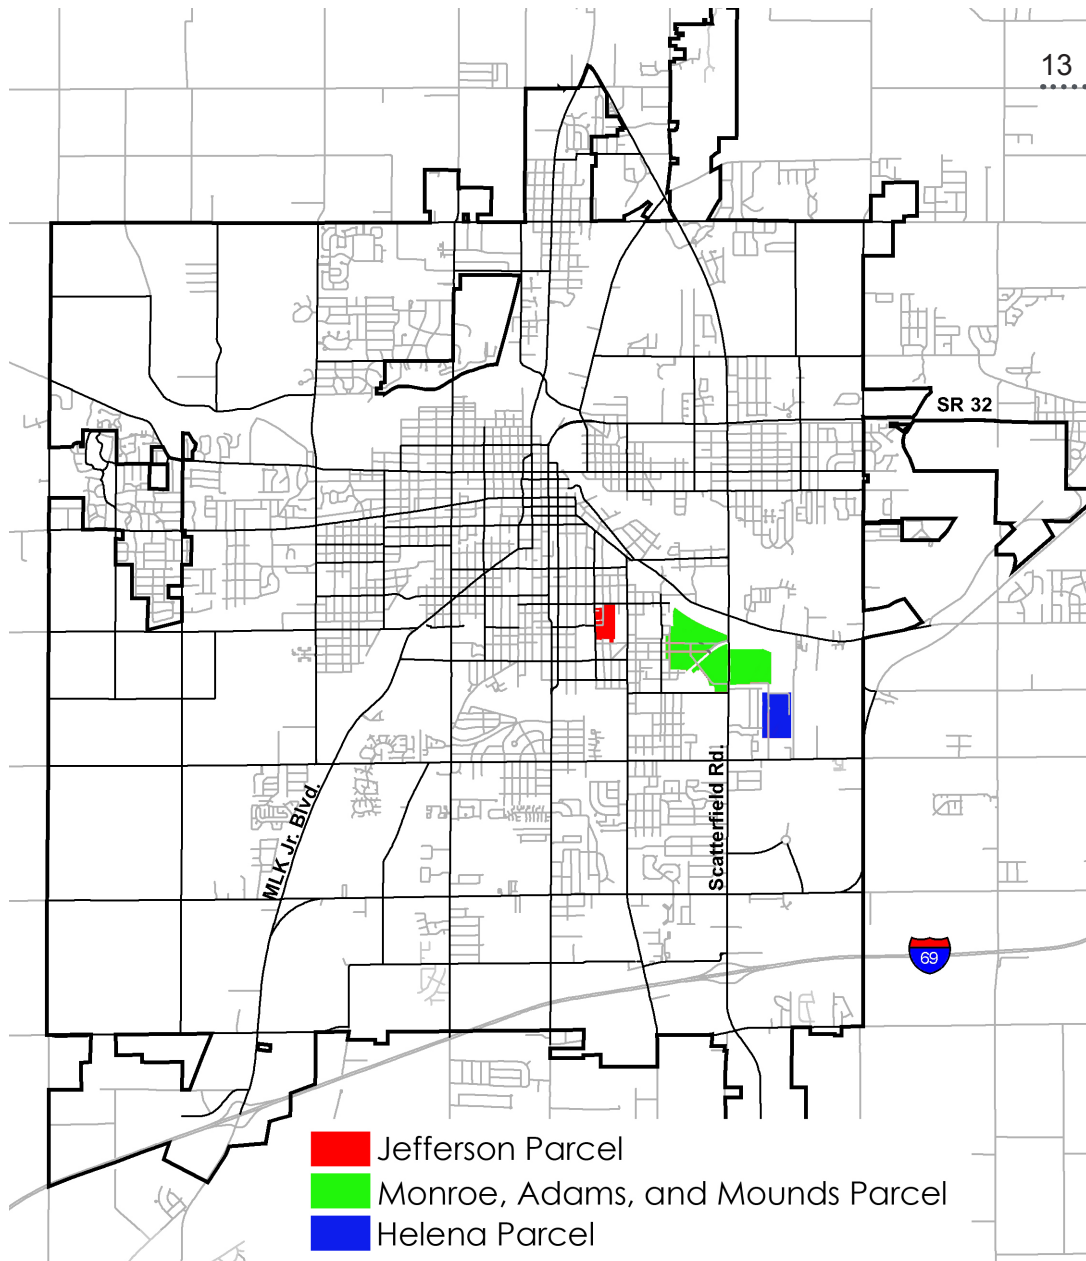 13
SR 32
MLK Jr. Blvd.
Scatterfield Rd.
69
Jefferson Parcel
Monroe, Adams, and Mounds Parcel
Helena Parcel